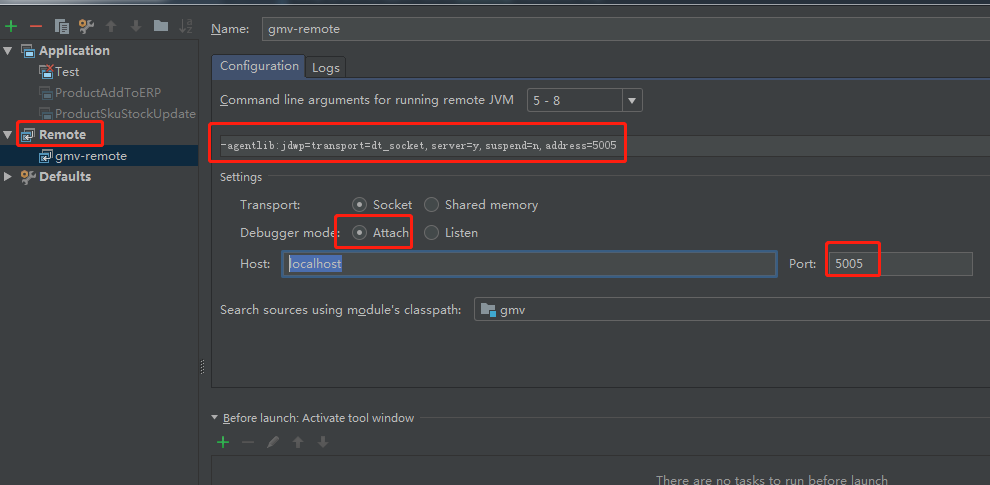 Name: gmv-remote
Application
Test
ProductAddToERP
ProductSkuStockUpdate
Remote
gmv-remote
Defaults
Configuration Logs
Command line arguments for running remote JVM 5 - 8
-agentlib:jdwp=transport=dt_socket,server=y,suspend=n,address=5005
Settings
Transport: Socket Shared memory
Debugger mode: Attach Listen
Host: localhost Port: 5005
Search sources using module's classpath: gmv
Before launch: Activate tool window
There are no tasks to run before launch